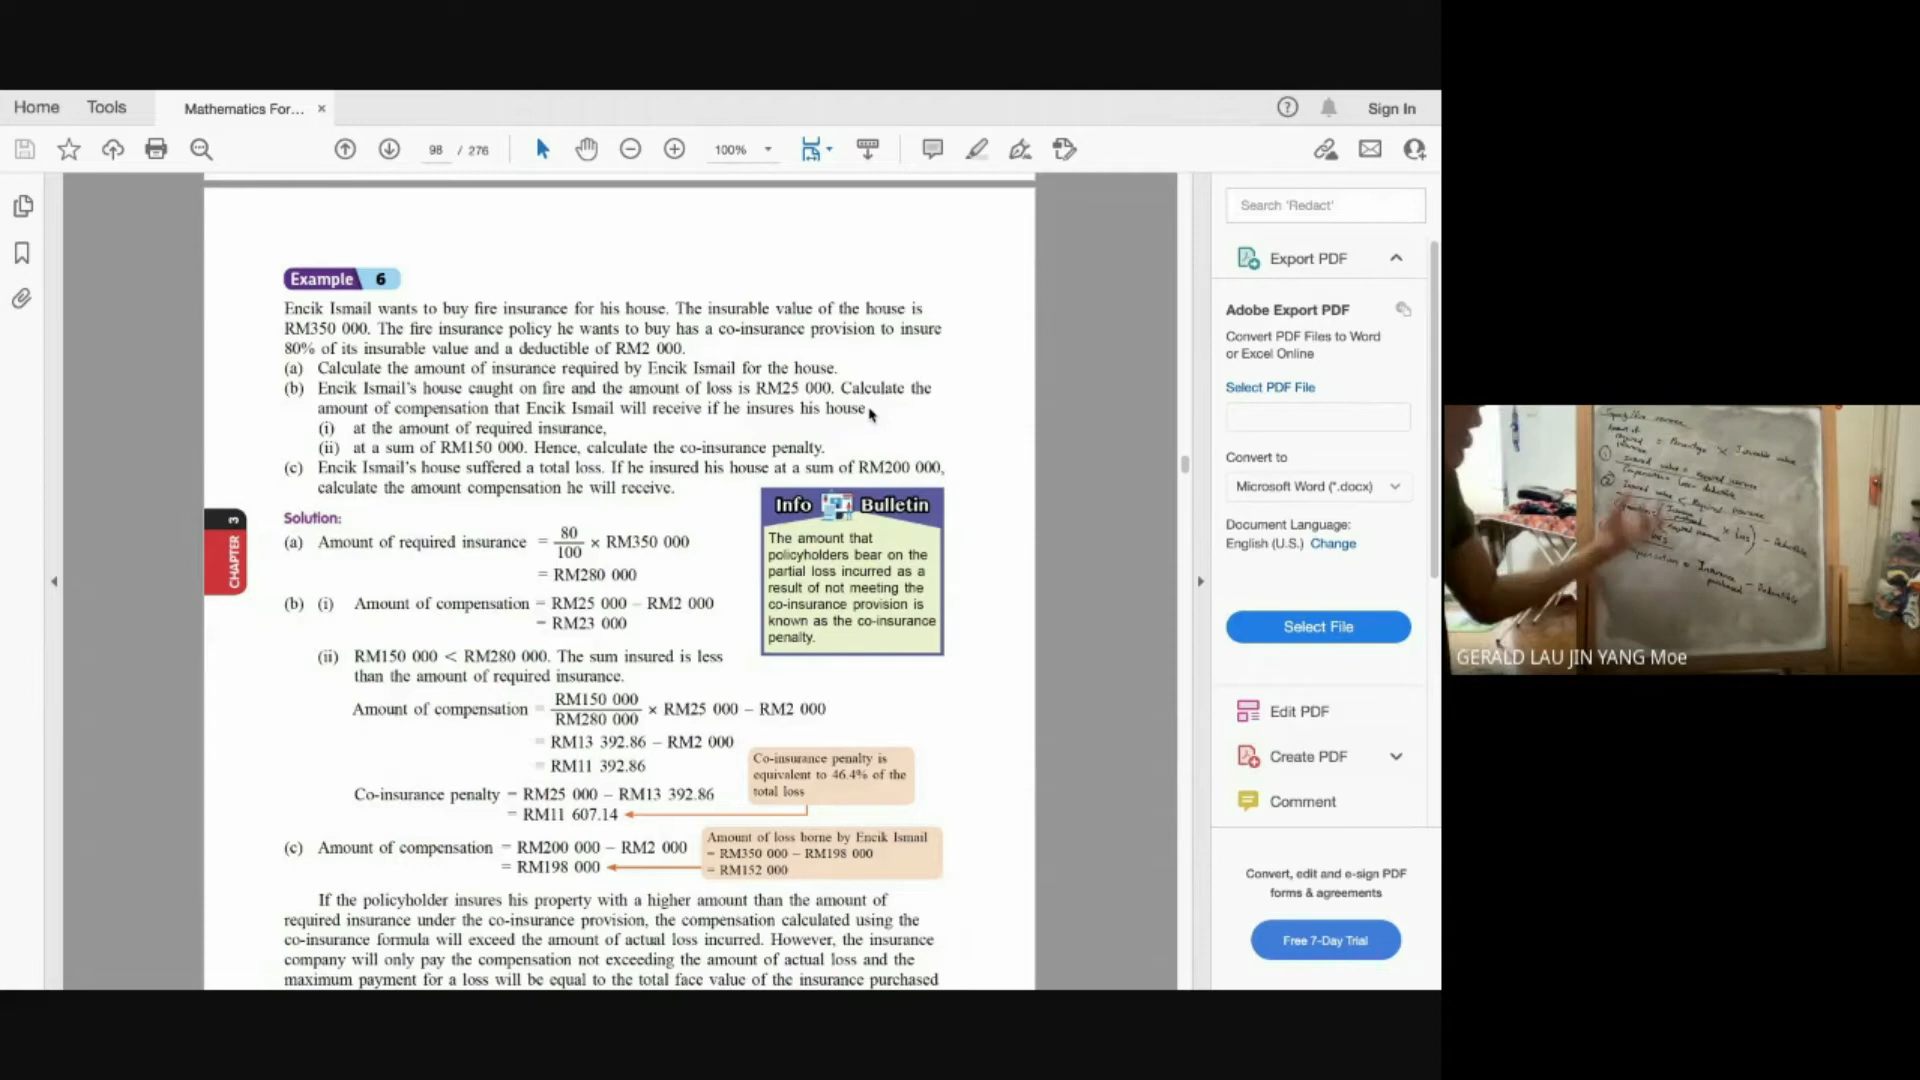 Home Tools Mathematics For... × Sign In
98 / 276 100%
Example 6
Encik Ismail wants to buy fire insurance for his house. The insurable value of the house is
RM350 000. The fire insurance policy he wants to buy has a co-insurance provision to insure
80% of its insurable value and a deductible of RM2 000.
(a) Calculate the amount of insurance required by Encik Ismail for the house.
(b) Encik Ismail's house caught on fire and the amount of loss is RM25 000. Calculate the
amount of compensation that Encik Ismail will receive if he insures his house
(i) at the amount of required insurance,
(ii) at a sum of RM150 000. Hence, calculate the co-insurance penalty.
(c) Encik Ismail's house suffered a total loss. If he insured his house at a sum of RM200 000,
calculate the amount compensation he will receive.
Solution:
(a) Amount of required insurance = 80/100 × RM350 000
= RM280 000
(b) (i) Amount of compensation = RM25 000 – RM2 000
= RM23 000
(ii) RM150 000 < RM280 000. The sum insured is less
than the amount of required insurance.
Amount of compensation = RM150 000/RM280 000 × RM25 000 – RM2 000
= RM13 392.86 – RM2 000
= RM11 392.86
Co-insurance penalty = RM25 000 – RM13 392.86
= RM11 607.14
(c) Amount of compensation = RM200 000 – RM2 000
= RM198 000
Info Bulletin
The amount that
policyholders bear on the
partial loss incurred as a
result of not meeting the
co-insurance provision is
known as the co-insurance
penalty.
Co-insurance penalty is
equivalent to 46.4% of the
total loss
Amount of loss borne by Encik Ismail
= RM350 000 – RM198 000
= RM152 000
CHAPTER 3
If the policyholder insures his property with a higher amount than the amount of
required insurance under the co-insurance provision, the compensation calculated using the
co-insurance formula will exceed the amount of actual loss incurred. However, the insurance
company will only pay the compensation not exceeding the amount of actual loss and the
maximum payment for a loss will be equal to the total face value of the insurance purchased
Search 'Redact'
Export PDF
Adobe Export PDF
Convert PDF Files to Word
or Excel Online
Select PDF File
Convert to
Microsoft Word (*.docx)
Document Language:
English (U.S.) Change
Select File
Edit PDF
Create PDF
Comment
Convert, edit and e-sign PDF
forms & agreements
Free 7-Day Trial
= Percentage × Insurable value
Insured value = Required insurance
Insured value < Required insurance
× loss) – Deductible
= Insurance purchased – Deductible
GERALD LAU JIN YANG Moe